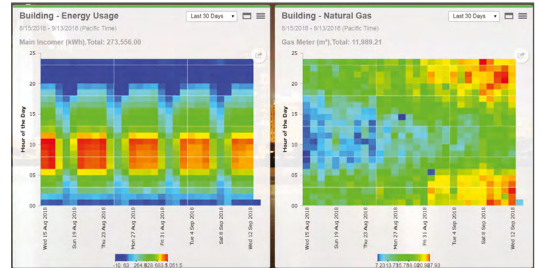 Building - Energy Usage
Last 30 Days
8/15/2018 - 9/13/2018 (Pacific Time)
Main Incomer (kWh),Total: 273,556.00
25
20
15
10
05
00
Hour of the Day
Wed 15 Aug 2018
Sun 19 Aug 2018
Thu 23 Aug 2018
Mon 27 Aug 2018
Fri 31 Aug 2018
Tue 4 Sep 2018
Sat 8 Sep 2018
Wed 12 Sep 2018
Building - Natural Gas
Last 30 Days
8/15/2018 - 9/13/2018 (Pacific Time)
Gas Meter (m³),Total: 11,989.21
25
20
15
10
05
00
Hour of the Day
Wed 15 Aug 2018
Sun 19 Aug 2018
Thu 23 Aug 2018
Mon 27 Aug 2018
Fri 31 Aug 2018
Tue 4 Sep 2018
Sat 8 Sep 2018
Wed 12 Sep 2018